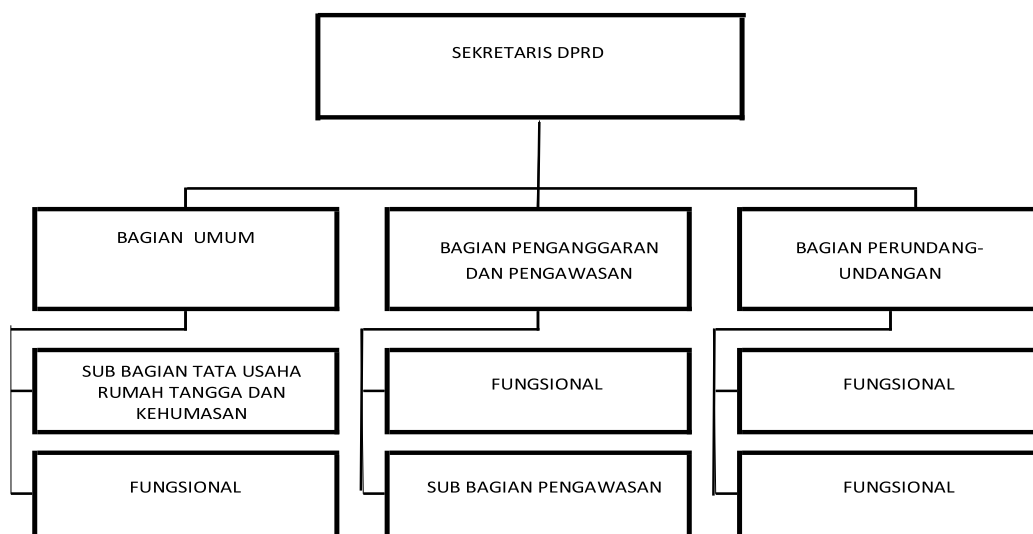 SEKRETARIS DPRD
BAGIAN UMUM
BAGIAN PENGANGGARAN
DAN PENGAWASAN
BAGIAN PERUNDANG-
UNDANGAN
SUB BAGIAN TATA USAHA
RUMAH TANGGA DAN
KEHUMASAN
FUNGSIONAL
FUNGSIONAL
FUNGSIONAL
SUB BAGIAN PENGAWASAN
FUNGSIONAL